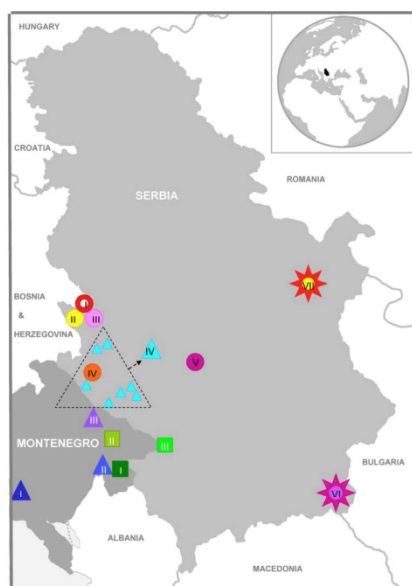 HUNGARY
CROATIA
ROMANIA
SERBIA
VII
BOSNIA
&
HERZEGOVINA
I
II
III
IV
IV
V
III
MONTENEGRO
II
III
II
I
I
VI
BULGARIA
ALBANIA
MACEDONIA